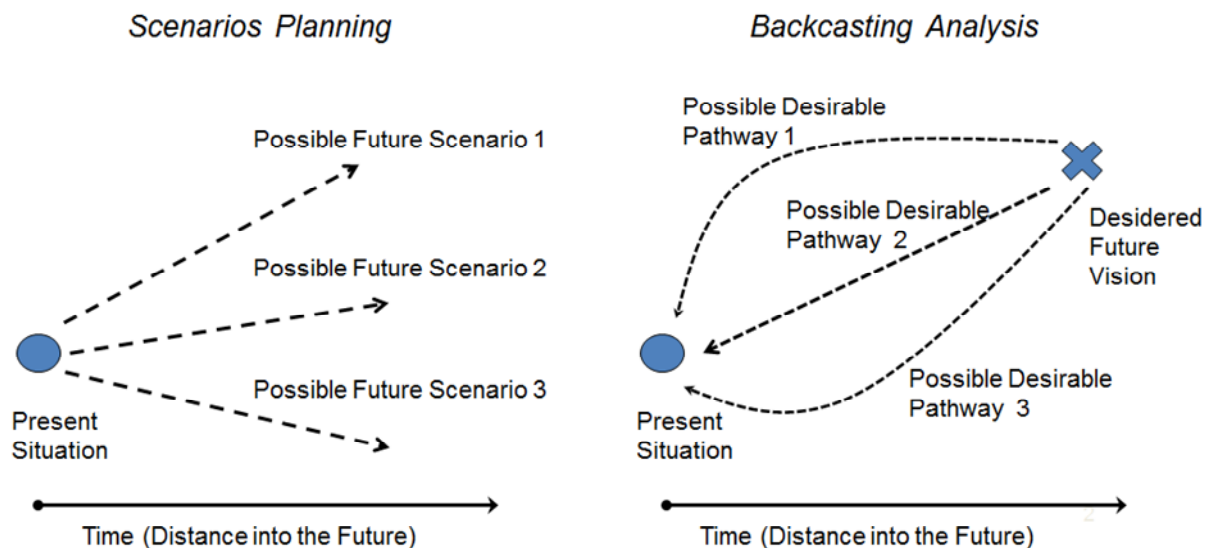 Scenarios Planning
Possible Future Scenario 1
Possible Future Scenario 2
Possible Future Scenario 3
Present
Situation
Time (Distance into the Future)
Backcasting Analysis
Possible Desirable
Pathway 1
Possible Desirable
Pathway 2
Desidered
Future
Vision
Possible Desirable
Pathway 3
Present
Situation
Time (Distance into the Future)
2